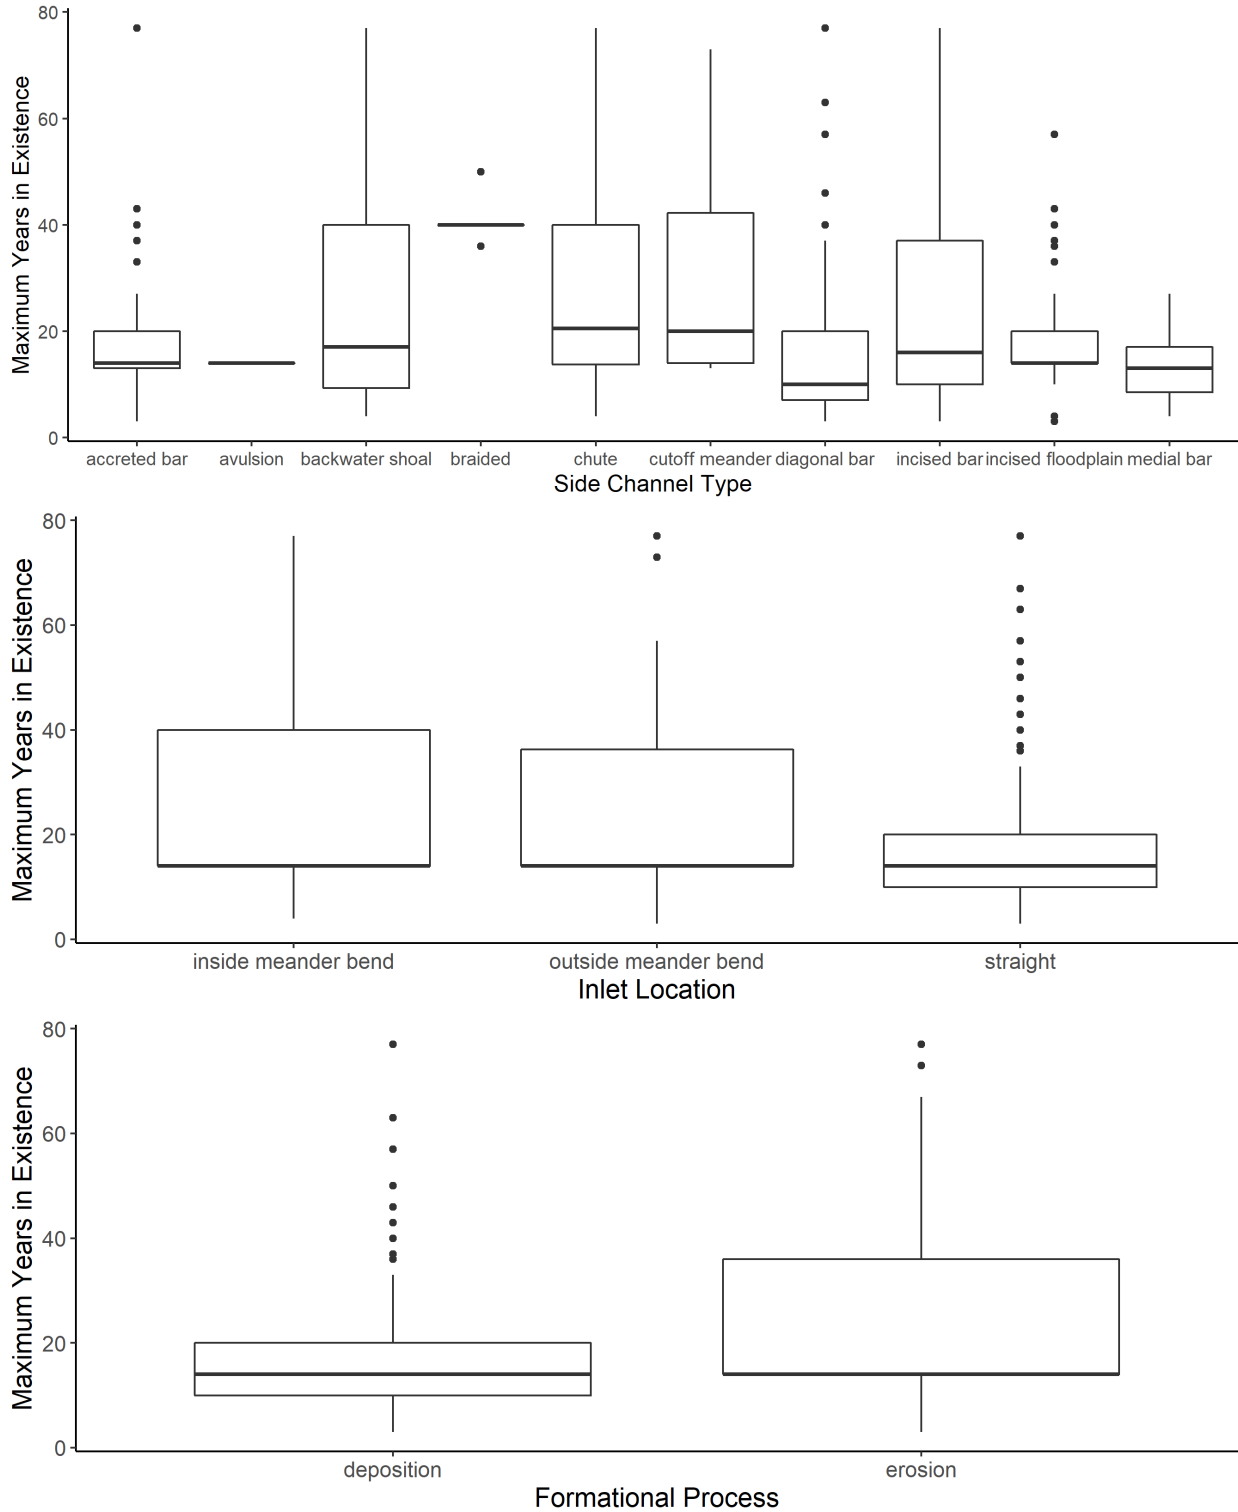 Maximum Years in Existence
80
60
40
20
0
accreted bar avulsion backwater shoal braided chute cutoff meander diagonal bar incised bar incised floodplain medial bar
Side Channel Type
Maximum Years in Existence
80
60
40
20
0
inside meander bend outside meander bend straight
Inlet Location
Maximum Years in Existence
80
60
40
20
0
deposition erosion
Formational Process